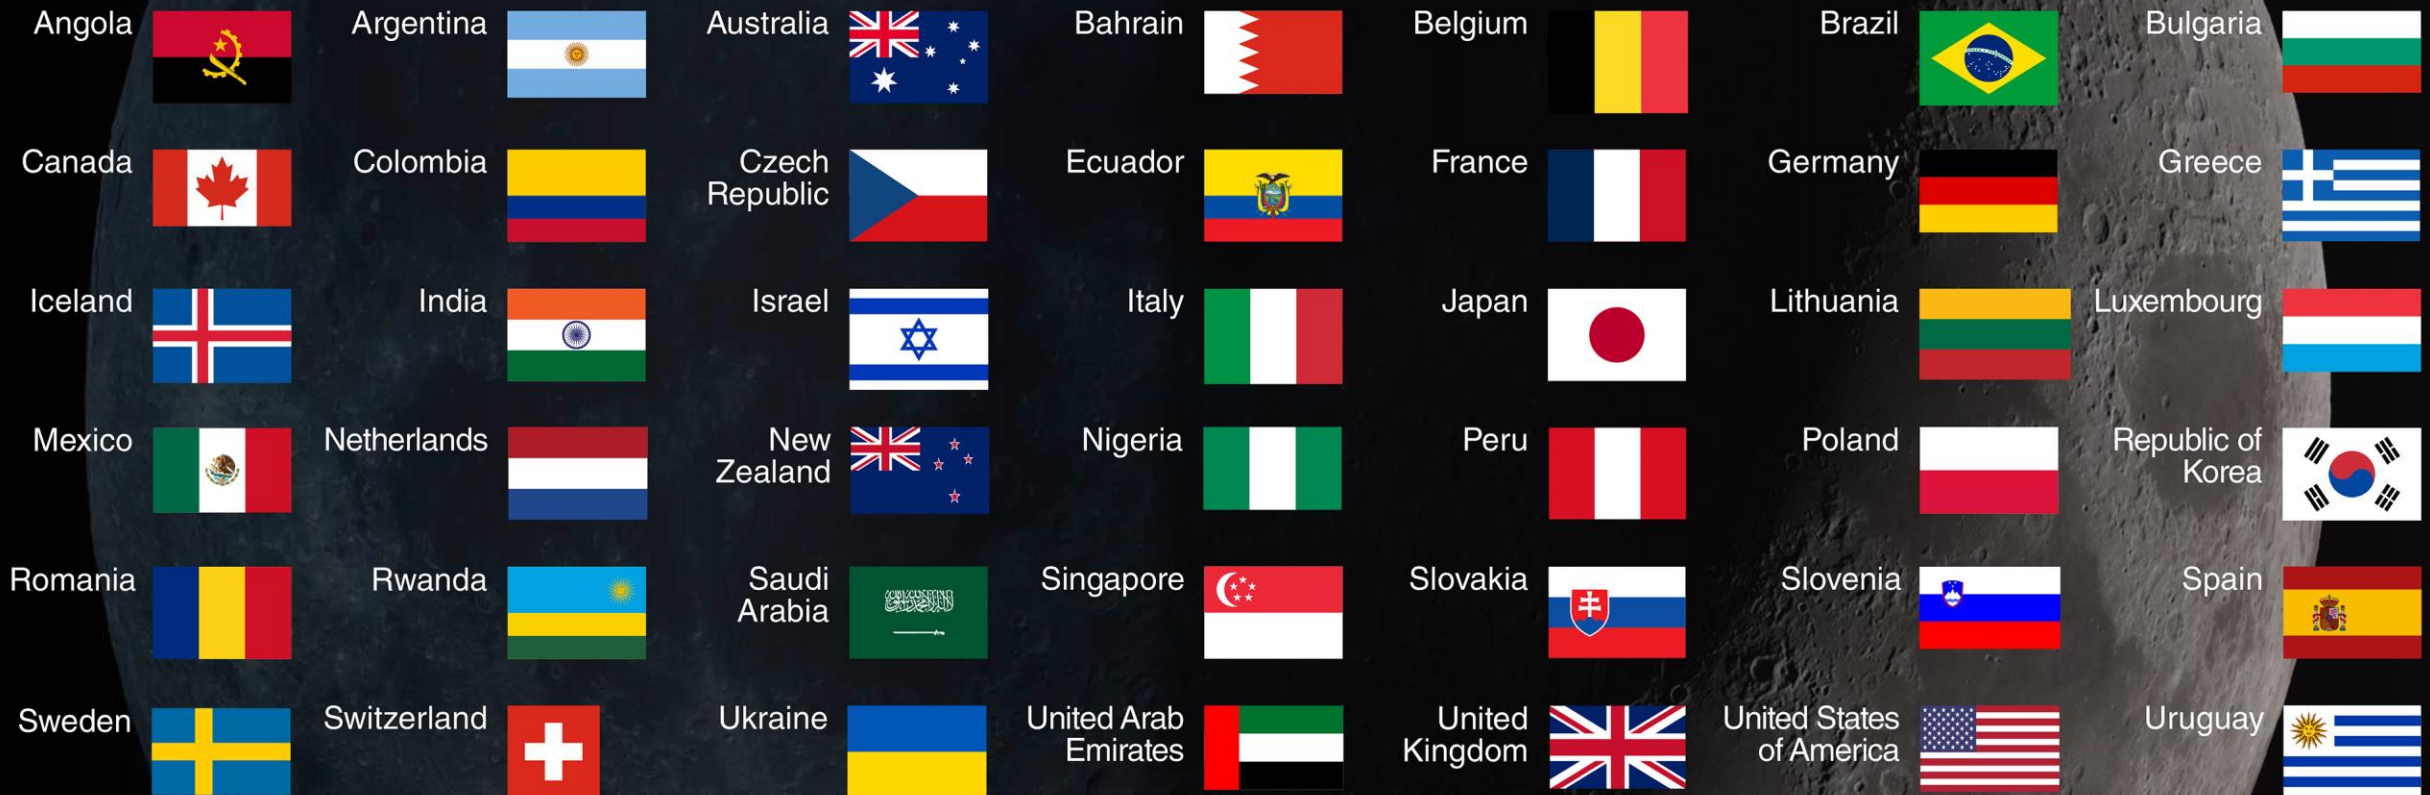 Angola
Argentina
Australia
Bahrain
Belgium
Brazil
Bulgaria
Canada
Colombia
Czech
Republic
Ecuador
France
Germany
Greece
Iceland
India
Israel
Italy
Japan
Lithuania
Luxembourg
Mexico
Netherlands
New
Zealand
Nigeria
Peru
Poland
Republic of
Korea
Romania
Rwanda
Saudi
Arabia
Singapore
Slovakia
Slovenia
Spain
Sweden
Switzerland
Ukraine
United Arab
Emirates
United
Kingdom
United States
of America
Uruguay